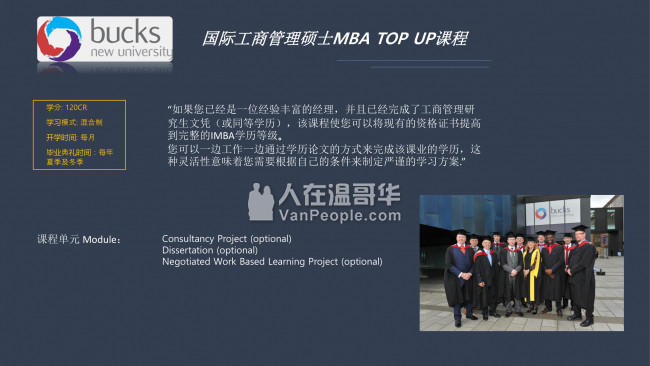 bucks
new university
国际工商管理硕士MBA TOP UP课程
学分: 120CR
学习模式: 混合制
开学时间: 每月
毕业典礼时间：每年
夏季及冬季
“如果您已经是一位经验丰富的经理，并且已经完成了工商管理研
究生文凭（或同等学历），该课程使您可以将现有的资格证书提高
到完整的IMBA学历等级。
您可以一边工作一边通过学历论文的方式来完成该课业的学历，这
种灵活性意味着您需要根据自己的条件来制定严谨的学习方案.”
人在温哥华
VanPeople.com
课程单元 Module：
Consultancy Project (optional)
Dissertation (optional)
Negotiated Work Based Learning Project (optional)
bucks